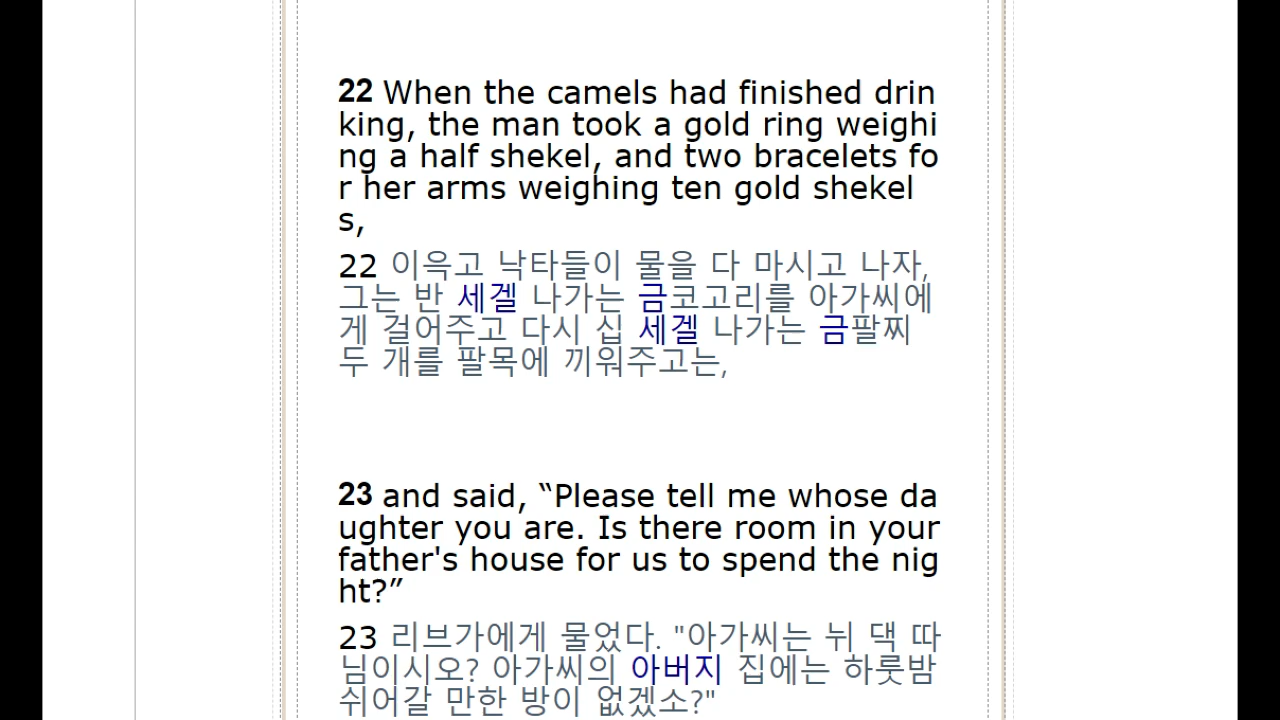 22 When the camels had finished drin
king, the man took a gold ring weighi
ng a half shekel, and two bracelets fo
r her arms weighing ten gold shekel
s,
22 이윽고 낙타들이 물을 다 마시고 나자,
그는 반 세겔 나가는 금코고리를 아가씨에
게 걸어주고 다시 십 세겔 나가는 금팔찌
두 개를 팔목에 끼워주고는,
23 and said, “Please tell me whose da
ughter you are. Is there room in your
father's house for us to spend the nig
ht?”
23 리브가에게 물었다. "아가씨는 뉘 댁 따
님이시오? 아가씨의 아버지 집에는 하룻밤
쉬어갈 만한 방이 없겠소?"